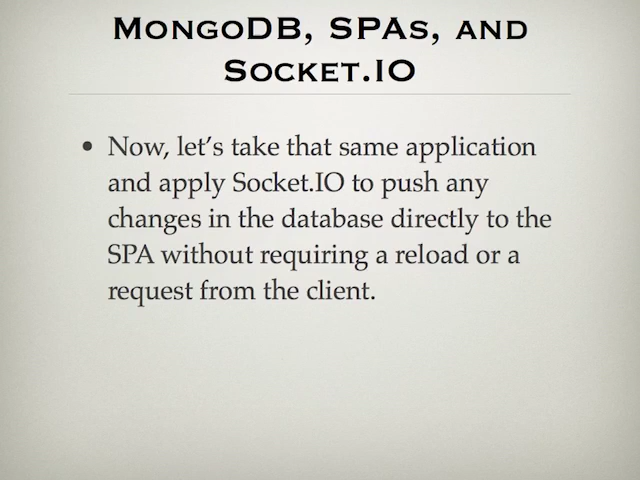 MongoDB, SPAs, and
Socket.IO
• Now, let's take that same application
and apply Socket.IO to push any
changes in the database directly to the
SPA without requiring a reload or a
request from the client.